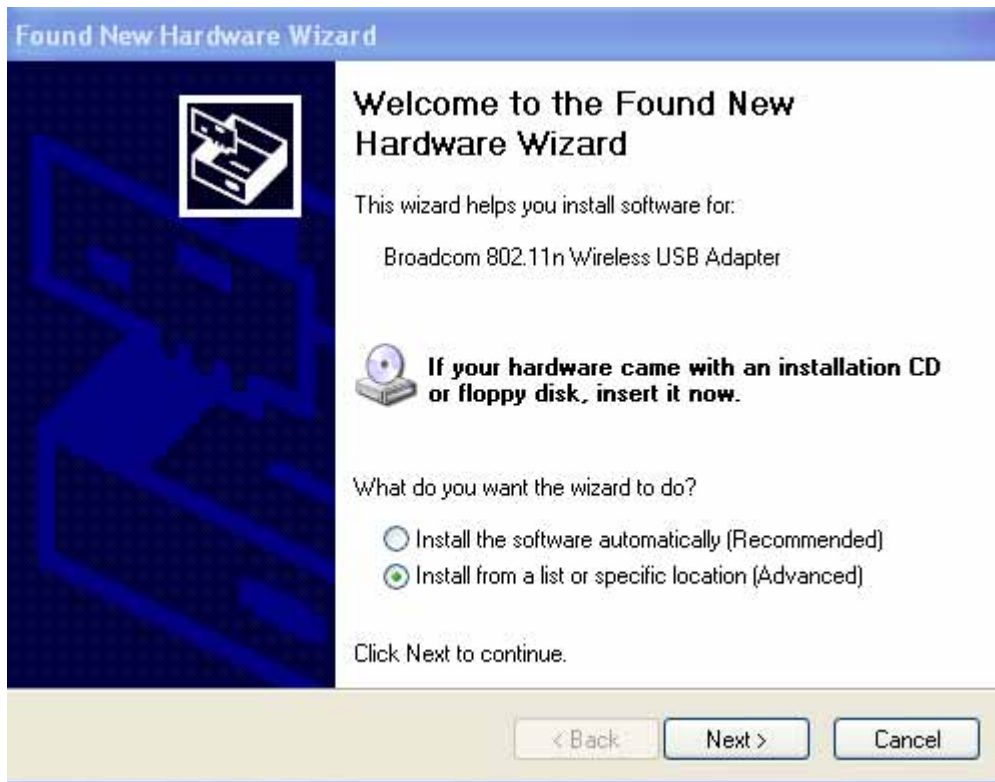 Found New Hardware Wizard
Welcome to the Found New
Hardware Wizard
This wizard helps you install software for:
Broadcom 802.11n Wireless USB Adapter
If your hardware came with an installation CD
or floppy disk, insert it now.
What do you want the wizard to do?
Install the software automatically (Recommended)
Install from a list or specific location (Advanced)
Click Next to continue.
< Back
Next >
Cancel